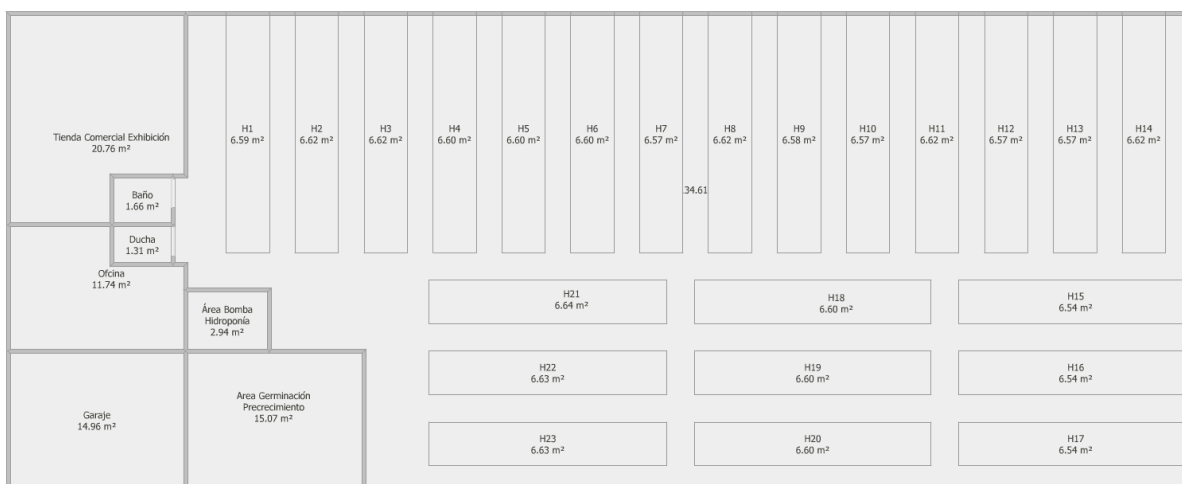 Tienda Comercial Exhibición
20.76 m²
Baño
1.66 m²
Ducha
1.31 m²
Ofcina
11.74 m²
Área Bomba
Hidroponía
2.94 m²
Garaje
14.96 m²
Area Germinación
Precrecimiento
15.07 m²
H1
6.59 m²
H2
6.62 m²
H3
6.62 m²
H4
6.60 m²
H5
6.60 m²
H6
6.60 m²
H7
6.57 m²
H8
6.62 m²
H9
6.58 m²
H10
6.57 m²
H11
6.62 m²
H12
6.57 m²
H13
6.57 m²
H14
6.62 m²
.34.61
H21
6.64 m²
H18
6.60 m²
H15
6.54 m²
H22
6.63 m²
H19
6.60 m²
H16
6.54 m²
H23
6.63 m²
H20
6.60 m²
H17
6.54 m²